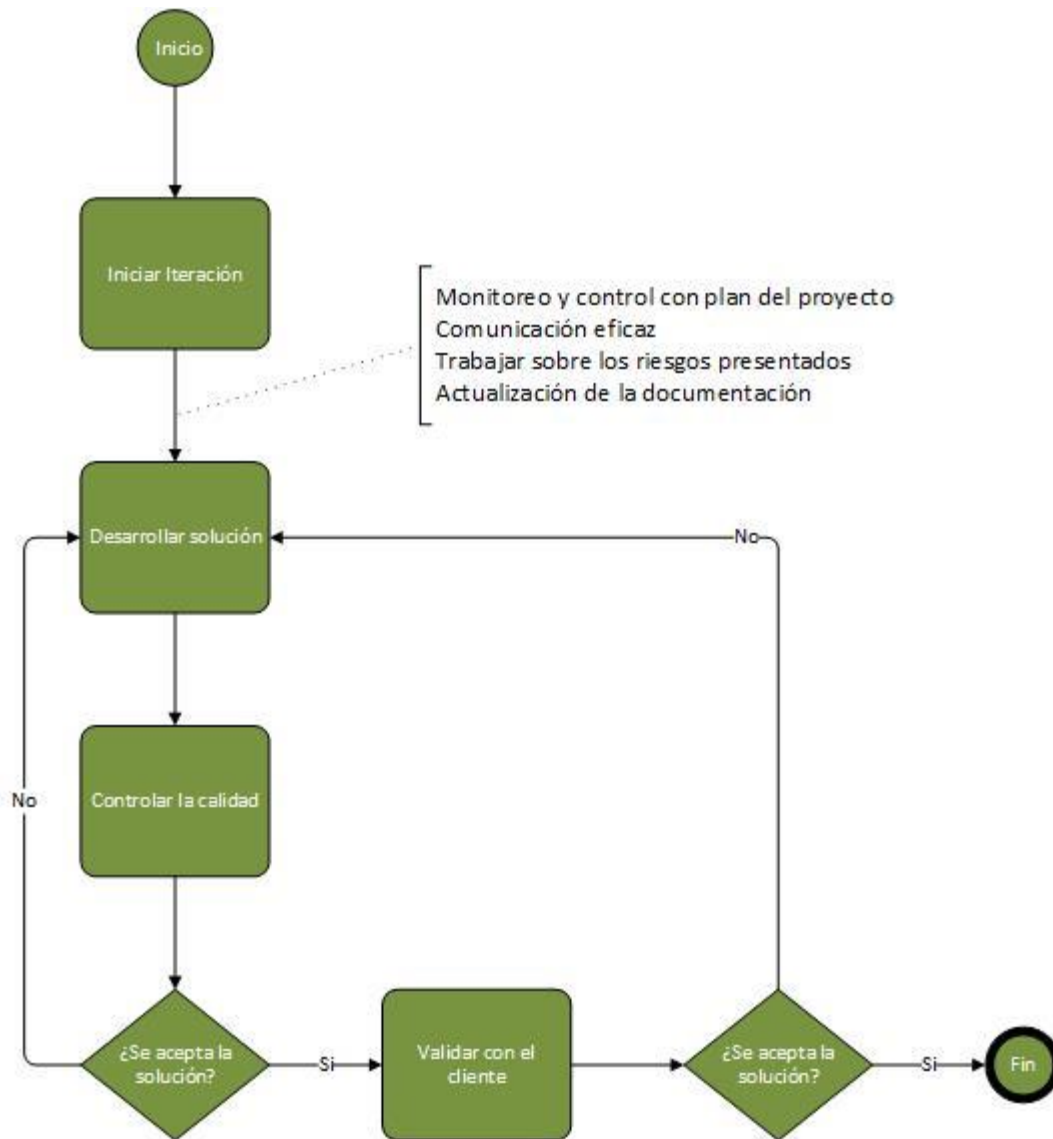 Inicio
Iniciar Iteración
Monitoreo y control con plan del proyecto
Comunicación eficaz
Trabajar sobre los riesgos presentados
Actualización de la documentación
Desarrollar solución
No
Controlar la calidad
No
¿Se acepta la
solución?
Si
Validar con el
cliente
¿Se acepta la
solución?
Si
Fin